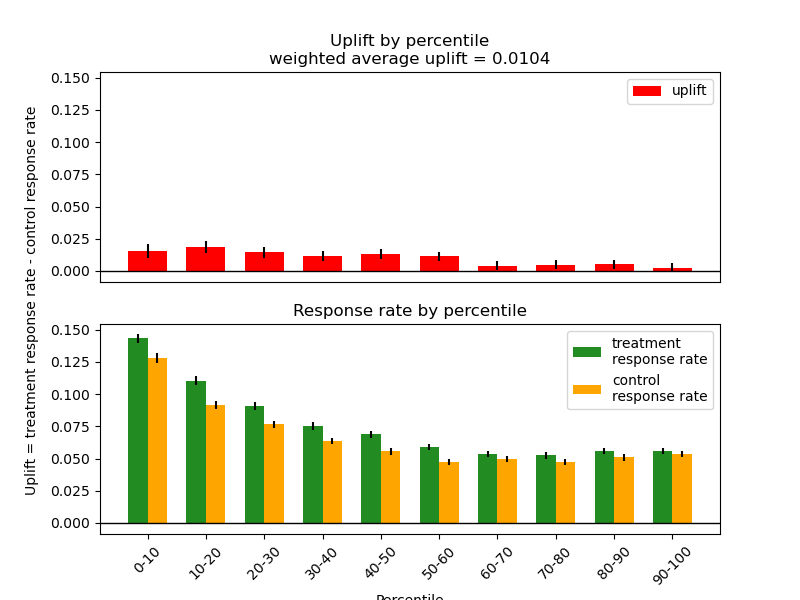 Uplift by percentile
weighted average uplift = 0.0104
0.150
0.125
0.100
0.075
0.050
0.025
0.000
uplift
Uplift = treatment response rate - control response rate
Response rate by percentile
0.150
0.125
0.100
0.075
0.050
0.025
0.000
treatment
response rate
control
response rate
0-10
10-20
20-30
30-40
40-50
50-60
60-70
70-80
80-90
90-100
Percentile